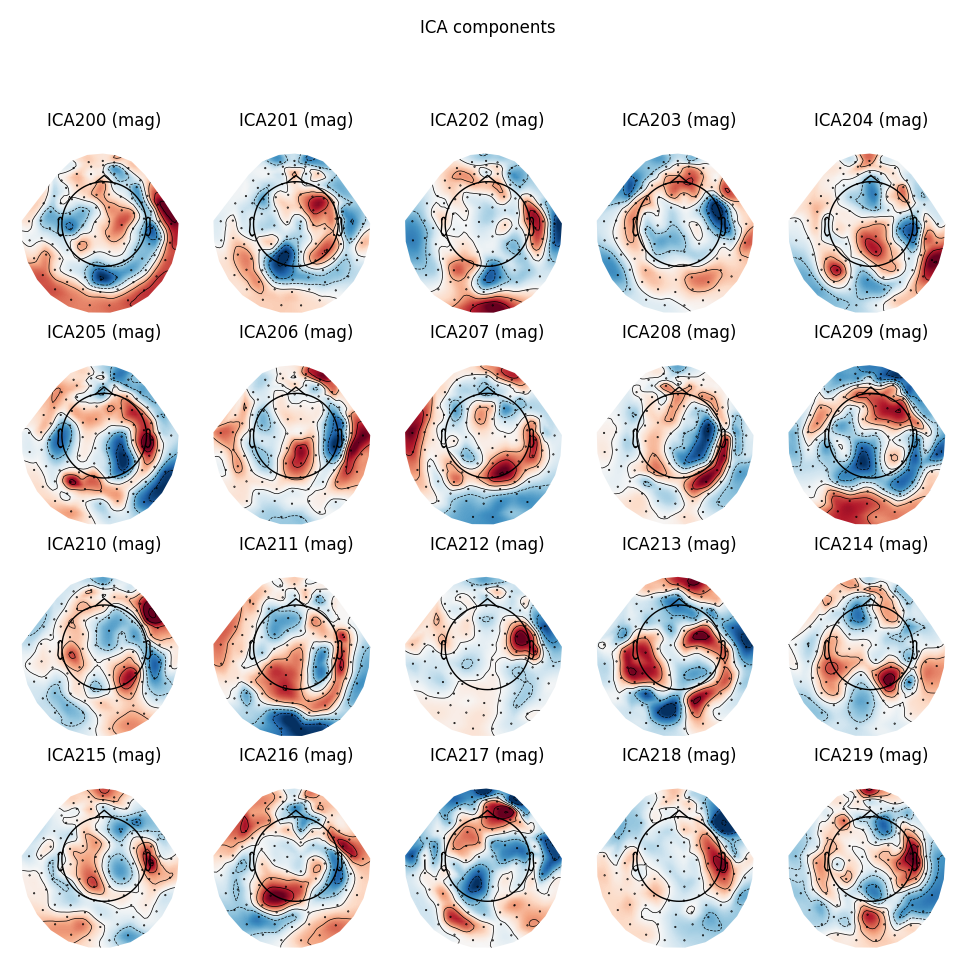 ICA components
ICA200 (mag) ICA201 (mag) ICA202 (mag) ICA203 (mag) ICA204 (mag)
ICA205 (mag) ICA206 (mag) ICA207 (mag) ICA208 (mag) ICA209 (mag)
ICA210 (mag) ICA211 (mag) ICA212 (mag) ICA213 (mag) ICA214 (mag)
ICA215 (mag) ICA216 (mag) ICA217 (mag) ICA218 (mag) ICA219 (mag)